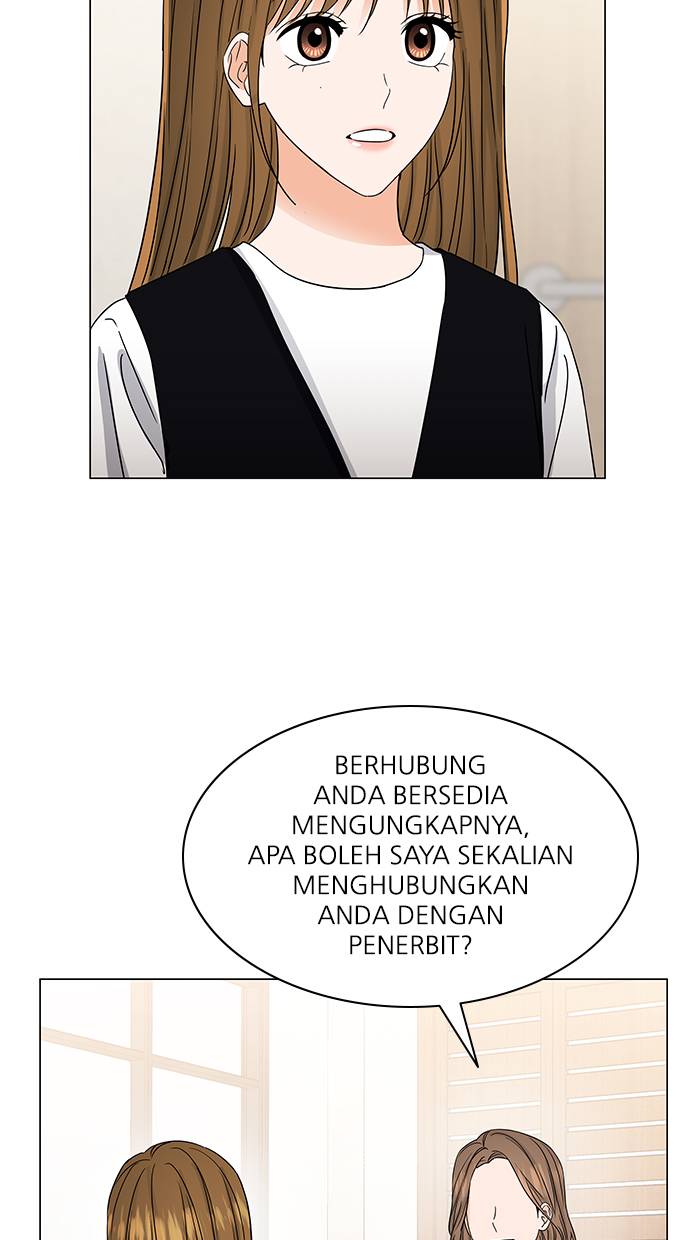 BERHUBUNG
ANDA BERSEDIA
MENGUNGKAPNYA,
APA BOLEH SAYA SEKALIAN
MENGHUBUNGKAN
ANDA DENGAN
PENERBIT?